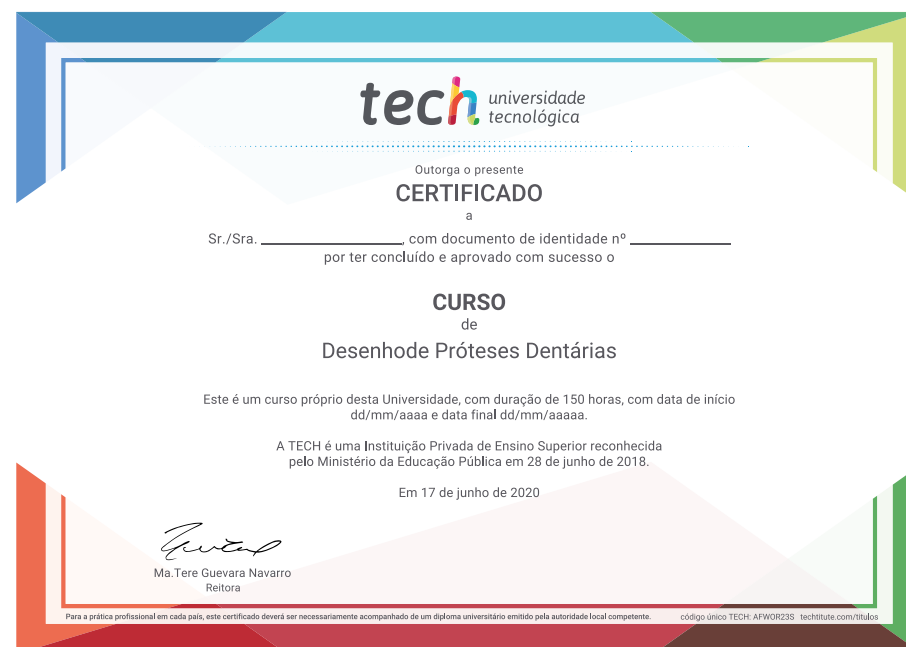 tech universidade
tecnológica
Outorga o presente
CERTIFICADO
a
Sr./Sra. ________________, com documento de identidade nº ____________
por ter concluído e aprovado com sucesso o
CURSO
de
Desenhode Próteses Dentárias
Este é um curso próprio desta Universidade, com duração de 150 horas, com data de início
dd/mm/aaaa e data final dd/mm/aaaaa.
A TECH é uma Instituição Privada de Ensino Superior reconhecida
pelo Ministério da Educação Pública em 28 de junho de 2018.
Em 17 de junho de 2020
Ma.Tere Guevara Navarro
Reitora
Para a prática profissional em cada país, este certificado deverá ser necessariamente acompanhado de um diploma universitário emitido pela autoridade local competente. código único TECH: AFWOR23S techtitute.com/titulos